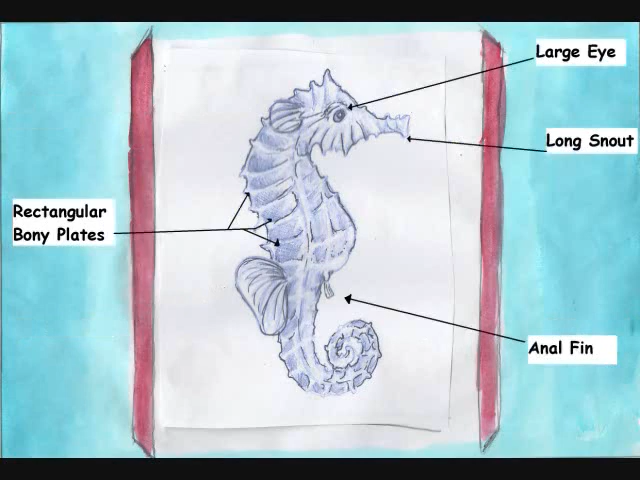 Large Eye
Long Snout
Rectangular
Bony Plates
Anal Fin